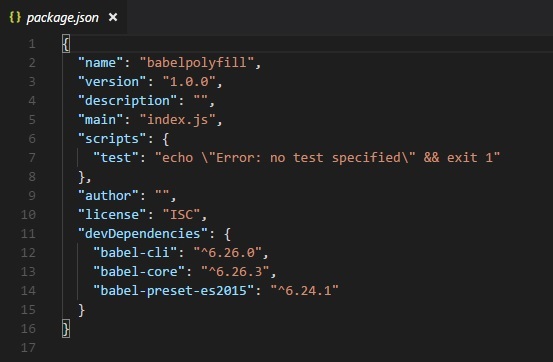 {} package.json ×
1 {
2 "name": "babelpolyfill",
3 "version": "1.0.0",
4 "description": "",
5 "main": "index.js",
6 "scripts": {
7 "test": "echo \"Error: no test specified\" && exit 1"
8 },
9 "author": "",
10 "license": "ISC",
11 "devDependencies": {
12 "babel-cli": "^6.26.0",
13 "babel-core": "^6.26.3",
14 "babel-preset-es2015": "^6.24.1"
15 }
16 }
17